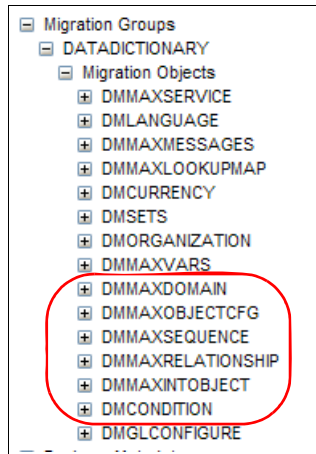 Migration Groups
DATADICTIONARY
Migration Objects
DMMAXSERVICE
DMLANGUAGE
DMMAXMESSAGES
DMMAXLOOKUPMAP
DMCURRENCY
DMSETS
DMORGANIZATION
DMMAXVARS
DMMAXDOMAIN
DMMAXOBJECTCFG
DMMAXSEQUENCE
DMMAXRELATIONSHIP
DMMAXINTOBJECT
DMCONDITION
DMGLCONFIGURE